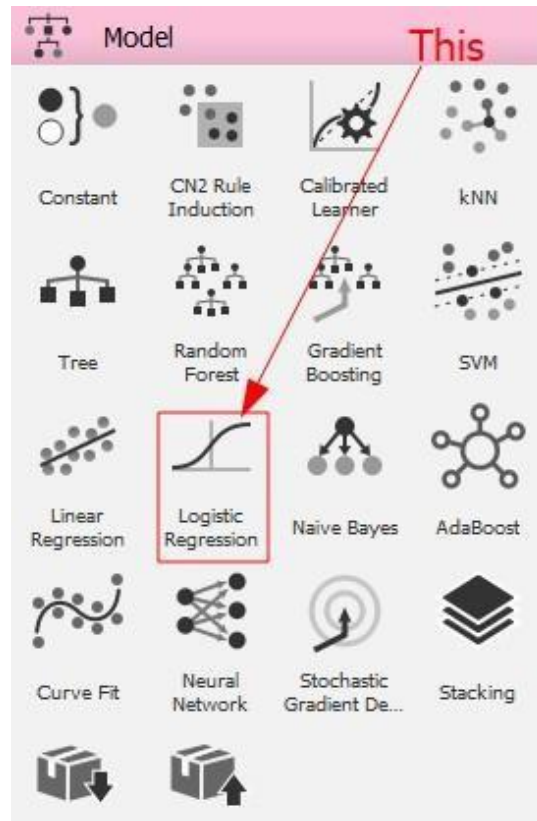 Model
This
Constant
CN2 Rule
Induction
Calibrated
Learner
kNN
Tree
Random
Forest
Gradient
Boosting
SVM
Linear
Regression
Logistic
Regression
Naive Bayes
AdaBoost
Curve Fit
Neural
Network
Stochastic
Gradient De...
Stacking